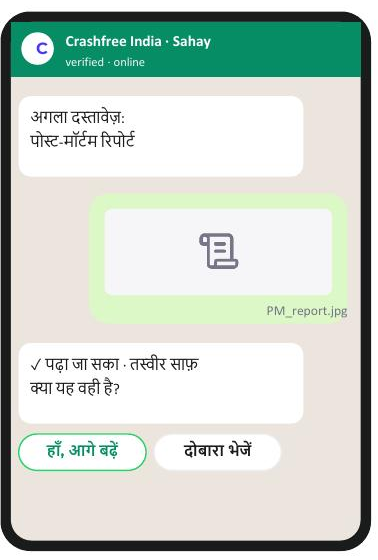 C
Crashfree India · Sahay
verified · online
अगला दस्तावेज़:
पोस्ट-मॉर्टम रिपोर्ट
PM_report.jpg
✓ पढ़ा जा सका · तस्वीर साफ़
क्या यह वही है?
हाँ, आगे बढ़ें
दोबारा भेजें